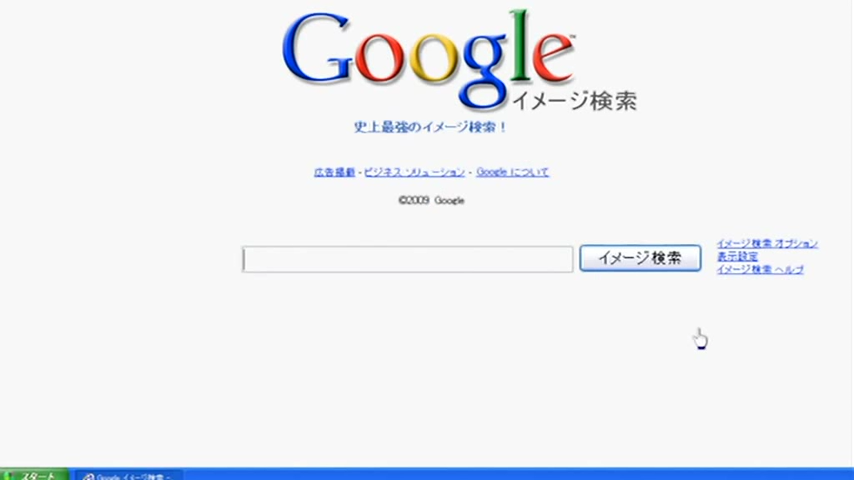 Google™
イメージ検索
史上最強のイメージ検索！
広告掲載 - ビジネス ソリューション - Google について
©2009 Google
イメージ検索
イメージ検索 オプション
表示設定
イメージ検索 ヘルプ
スタート
Google イメージ検索 -